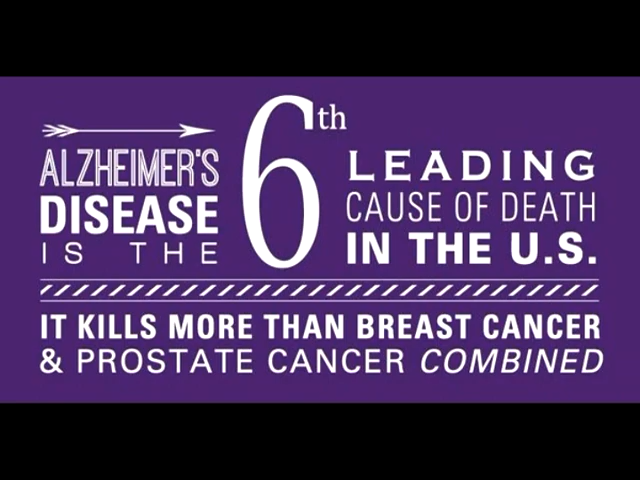 ALZHEIMER'S
DISEASE
IS THE
6th
LEADING
CAUSE OF DEATH
IN THE U.S.
IT KILLS MORE THAN BREAST CANCER
& PROSTATE CANCER COMBINED